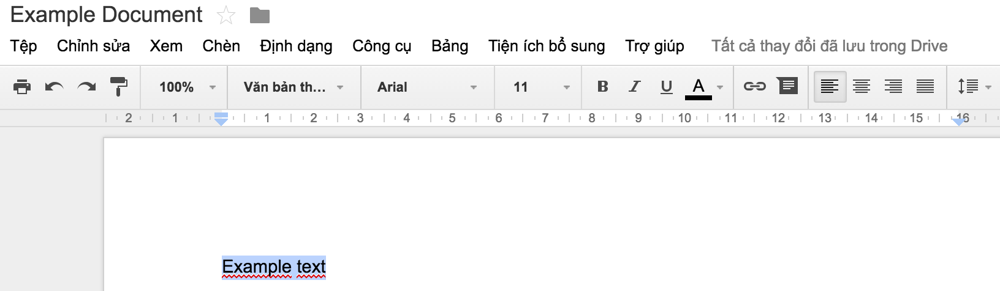 Example Document
Tệp Chỉnh sửa Xem Chèn Định dạng Công cụ Bảng Tiện ích bổ sung Trợ giúp Tất cả thay đổi đã lưu trong Drive
100% Văn bản th... Arial 11 B I U A
2 1 1 2 3 4 5 6 7 8 9 10 11 12 13 14 15 16
Example text